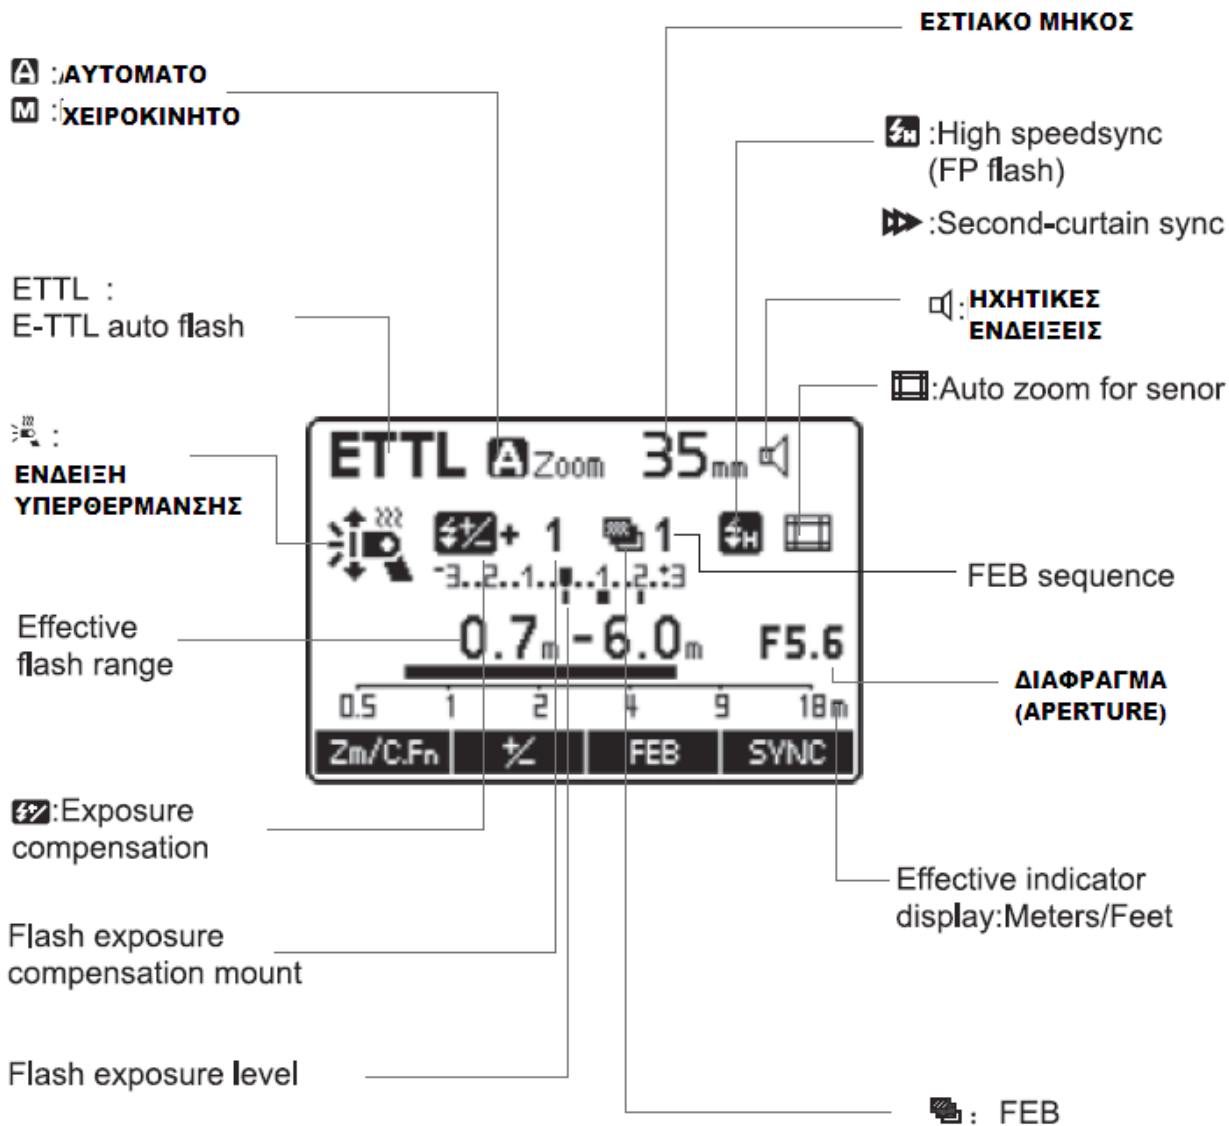 ΕΣΤΙΑΚΟ ΜΗΚΟΣ
A :ΑΥΤΟΜΑΤΟ
M :ΧΕΙΡΟΚΙΝΗΤΟ
H :High speedsync
(FP flash)
:Second-curtain sync
ETTL :
E-TTL auto flash
: ΗΧΗΤΙΚΕΣ
ΕΝΔΕΙΞΕΙΣ
:Auto zoom for senor
:
ΕΝΔΕΙΞΗ
ΥΠΕΡΘΕΡΜΑΝΣΗΣ
ETTL A Zoom 35mm
+/- + 1 1 H
-3..2..1....1..2..+3
0.7m-6.0m F5.6
0.5 1 2 4 9 18m
Zm/C.Fn +/- FEB SYNC
FEB sequence
Effective
flash range
ΔΙΑΦΡΑΓΜΑ
(APERTURE)
+/- :Exposure
compensation
Effective indicator
display:Meters/Feet
Flash exposure
compensation mount
Flash exposure level
: FEB